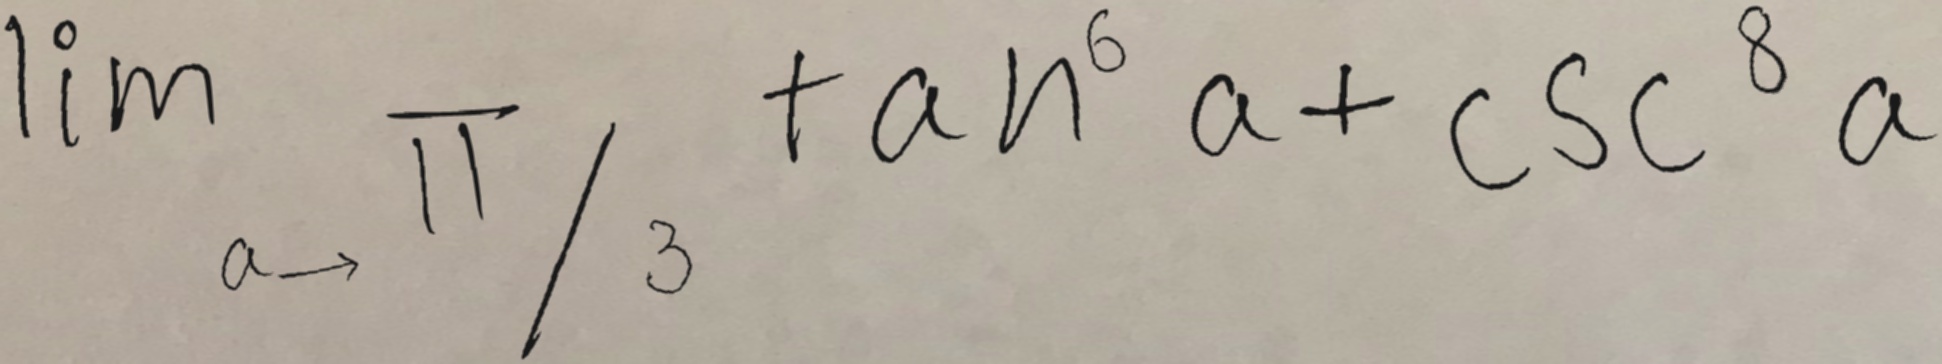 lim a→π/3 tan⁶ a + csc⁸ a